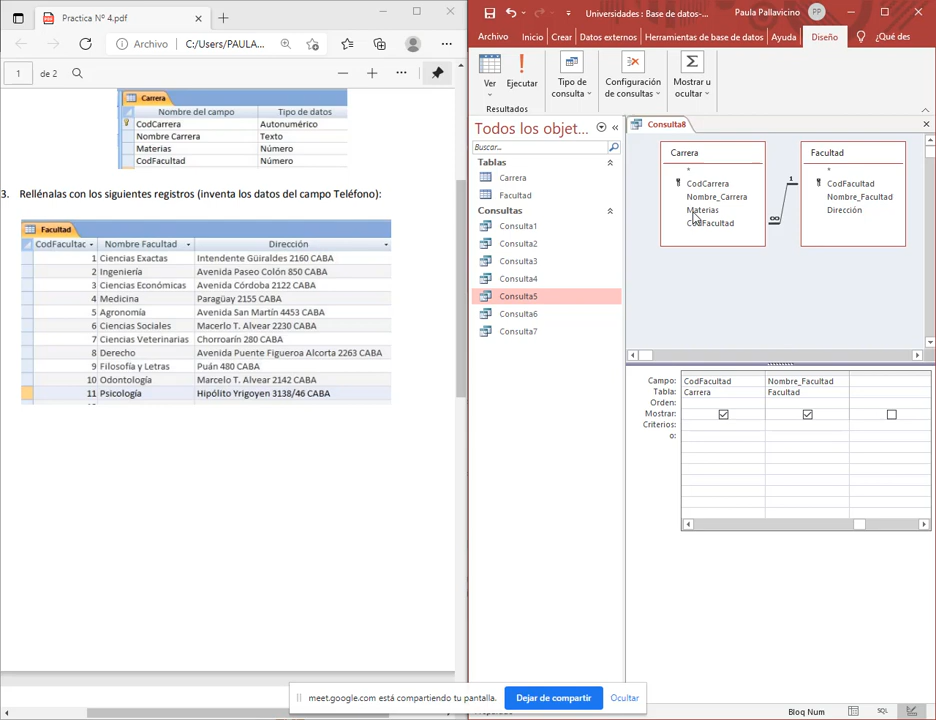 Practica Nº 4.pdf
Archivo
C:/Users/PAULA...
1
de 2
Carrera
Nombre del campo
Tipo de datos
CodCarrera
Autonumérico
Nombre Carrera
Texto
Materias
Número
CodFacultad
Número
3. Rellénalas con los siguientes registros (inventa los datos del campo Teléfono):
Facultad
CodFacultac
Nombre Facultad
Dirección
1 Ciencias Exactas Intendente Güiraldes 2160 CABA
2 Ingeniería Avenida Paseo Colón 850 CABA
3 Ciencias Económicas Avenida Córdoba 2122 CABA
4 Medicina Paragüay 2155 CABA
5 Agronomía Avenida San Martín 4453 CABA
6 Ciencias Sociales Macerlo T. Alvear 2230 CABA
7 Ciencias Veterinarias Chorroarín 280 CABA
8 Derecho Avenida Puente Figueroa Alcorta 2263 CABA
9 Filosofía y Letras Puán 480 CABA
10 Odontología Marcelo T. Alvear 2142 CABA
11 Psicología Hipólito Yrigoyen 3138/46 CABA
Universidades : Base de datos-...
Paula Pallavicino
PP
Archivo
Inicio
Crear
Datos externos
Herramientas de base de datos
Ayuda
Diseño
¿Qué des
Ver
Ejecutar
Tipo de consulta
Configuración de consultas
Mostrar u ocultar
Resultados
Todos los objet...
Buscar...
Tablas
Carrera
Facultad
Consultas
Consulta1
Consulta2
Consulta3
Consulta4
Consulta5
Consulta6
Consulta7
Consulta8
Carrera
*
CodCarrera
Nombre_Carrera
Materias
CodFacultad
1
∞
Facultad
*
CodFacultad
Nombre_Facultad
Dirección
Campo: CodFacultad Nombre_Facultad
Tabla: Carrera Facultad
Orden:
Mostrar:
Criterios:
o:
meet.google.com está compartiendo tu pantalla.
Dejar de compartir
Ocultar
Bloq Num
SQL